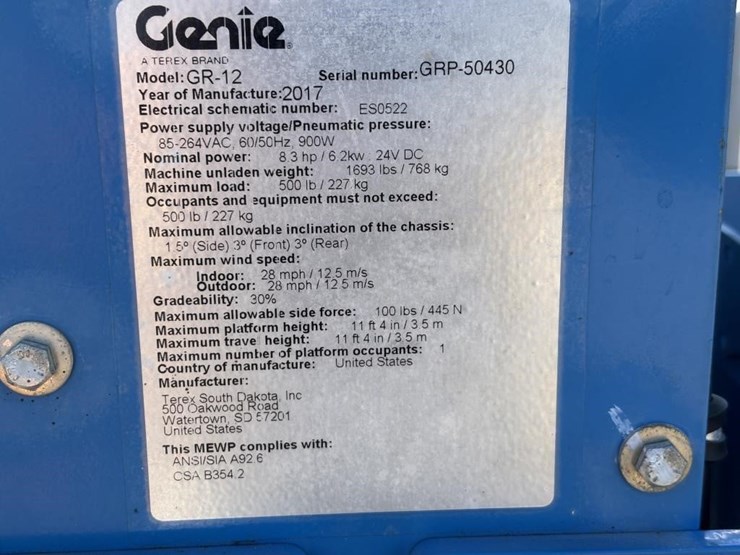 Genie
A TEREX BRAND
Model: GR-12 Serial number: GRP-50430
Year of Manufacture: 2017
Electrical schematic number: ES0522
Power supply voltage/Pneumatic pressure:
85-264VAC, 60/50Hz, 900W
Nominal power: 8.3 hp / 6.2kw 24V DC
Machine unladen weight: 1693 lbs / 768 kg
Maximum load: 500 lb / 227 kg
Occupants and equipment must not exceed:
500 lb / 227 kg
Maximum allowable inclination of the chassis:
1.5° (Side) 3° (Front) 3° (Rear)
Maximum wind speed:
Indoor: 28 mph / 12.5 m/s
Outdoor: 28 mph / 12.5 m/s
Gradeability: 30%
Maximum allowable side force: 100 lbs / 445 N
Maximum platform height: 11 ft 4 in / 3.5 m
Maximum travel height: 11 ft 4 in / 3.5 m
Maximum number of platform occupants: 1
Country of manufacture: United States
Manufacturer:
Terex South Dakota, Inc
500 Oakwood Road
Watertown, SD 57201
United States
This MEWP complies with:
ANSI/SIA A92.6
CSA B354.2